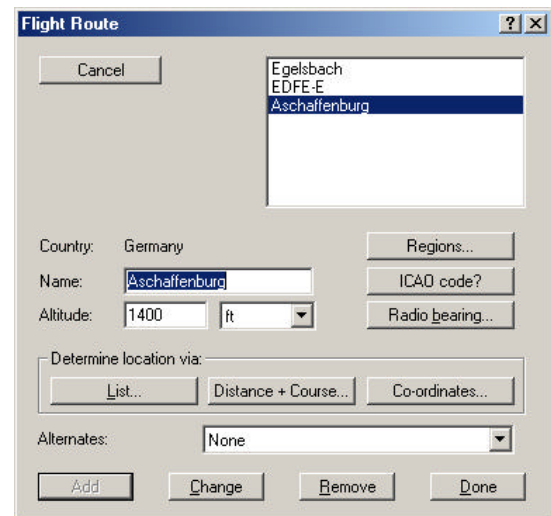 Flight Route
Cancel
Egelsbach
EDFE-E
Aschaffenburg
Country: Germany
Regions...
Name: Aschaffenburg
ICAO code?
Altitude: 1400 ft
Radio bearing...
Determine location via:
List... Distance + Course... Co-ordinates...
Alternates: None
Add Change Remove Done